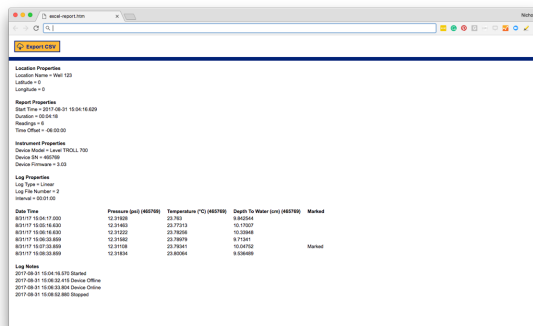 excel-report.htm
Nicho
Export CSV
Location Properties
Location Name = Well 123
Latitude = 0
Longitude = 0
Report Properties
Start Time = 2017-08-31 15:04:16.629
Duration = 00:04:18
Readings = 6
Time Offset = -06:00:00
Instrument Properties
Device Model = Level TROLL 700
Device SN = 465769
Device Firmware = 3.03
Log Properties
Log Type = Linear
Log File Number = 2
Interval = 00:01:00
Date Time Pressure (psi) (465769) Temperature (°C) (465769) Depth To Water (cm) (465769) Marked
8/31/17 15:04:17.000 12.31928 23.763 9.842544
8/31/17 15:05:16.630 12.31463 23.77313 10.17007
8/31/17 15:06:16.630 12.31222 23.78256 10.33948
8/31/17 15:06:33.859 12.31582 23.78979 9.71341
8/31/17 15:07:33.859 12.31108 23.79341 10.04752 Marked
8/31/17 15:08:33.859 12.31834 23.80064 9.536488
Log Notes
2017-08-31 15:04:16.570 Started
2017-08-31 15:06:32.415 Device Offline
2017-08-31 15:06:33.804 Device Online
2017-08-31 15:08:52.880 Stopped